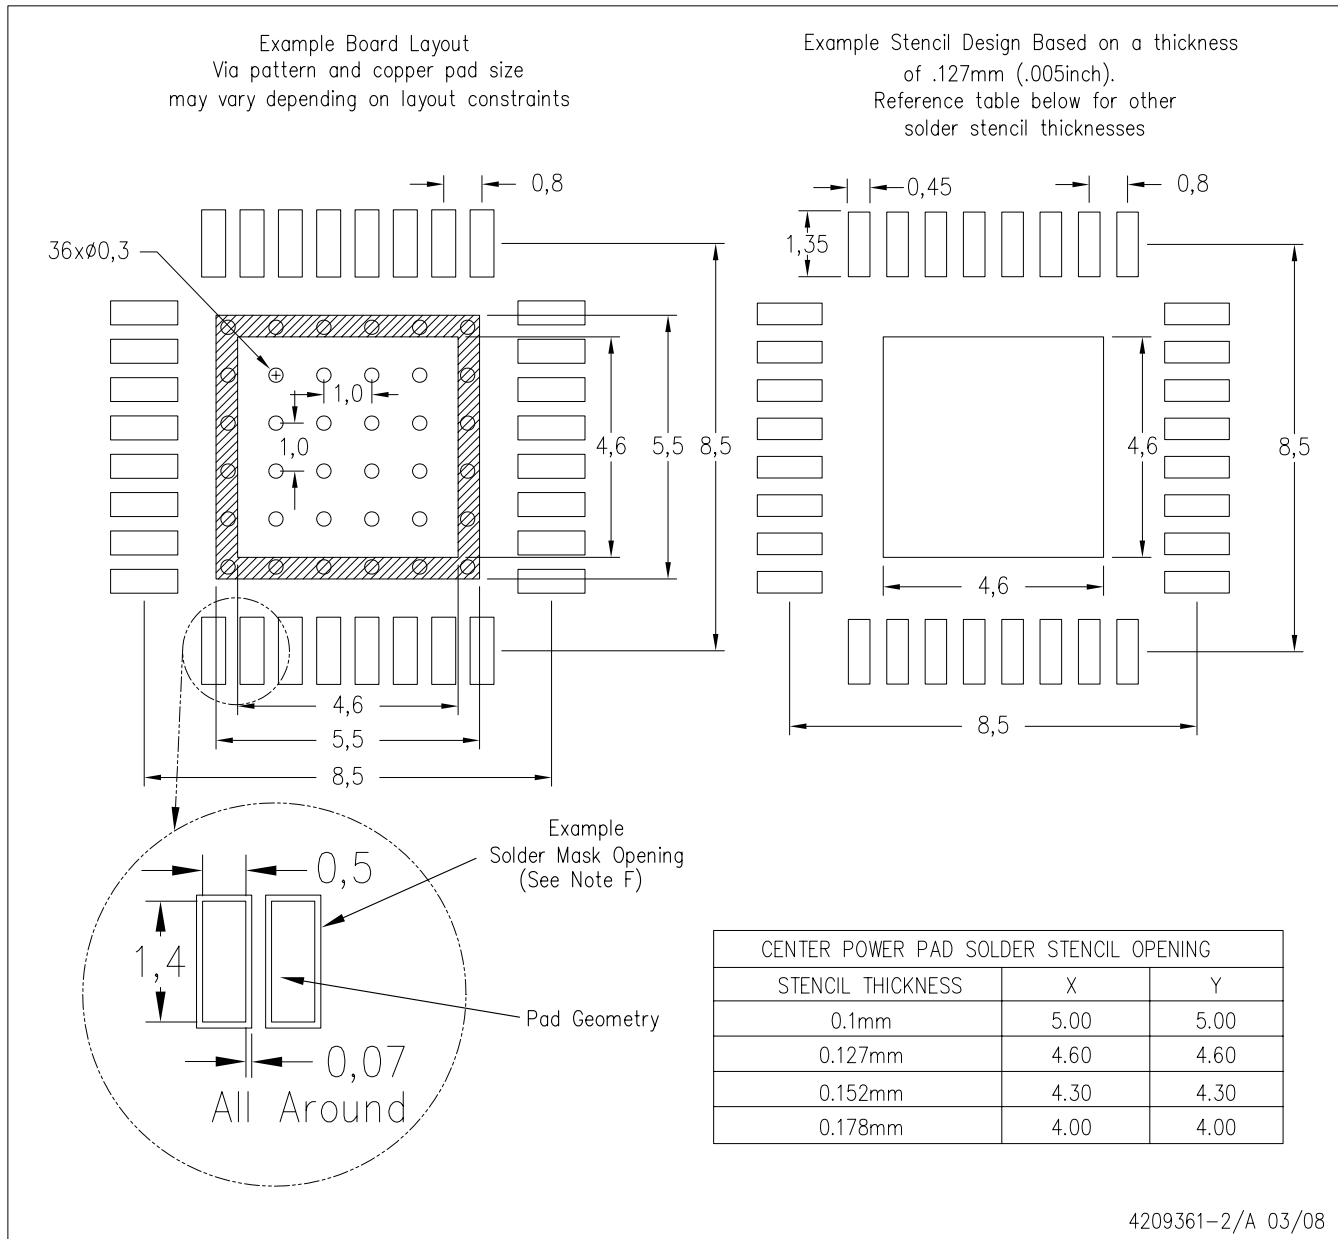 Example Board Layout
Via pattern and copper pad size
may vary depending on layout constraints
Example Stencil Design Based on a thickness
of .127mm (.005inch).
Reference table below for other
solder stencil thicknesses
0,8
36xø0,3
1,0
1,0
4,6
5,5
8,5
4,6
5,5
8,5
0,45
0,8
1,35
4,6
8,5
4,6
8,5
0,5
1,4
0,07
All Around
Example
Solder Mask Opening
(See Note F)
Pad Geometry
CENTER POWER PAD SOLDER STENCIL OPENING
STENCIL THICKNESS X Y
0.1mm 5.00 5.00
0.127mm 4.60 4.60
0.152mm 4.30 4.30
0.178mm 4.00 4.00
4209361-2/A 03/08